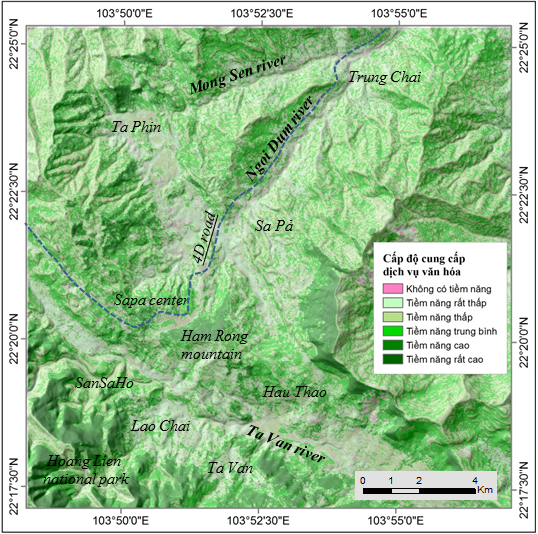 103°50'0"E 103°52'30"E 103°55'0"E
22°25'0"N 22°25'0"N
Mong Sen river
Trung Chai
Ta Phin
Ngoi Dum river
22°22'30"N 22°22'30"N
Sa Pả
4D road
Cấp độ cung cấp
dịch vụ văn hóa
Không có tiềm năng
Tiềm năng rất thấp
Tiềm năng thấp
Tiềm năng trung bình
Tiềm năng cao
Tiềm năng rất cao
Sapa center
22°20'0"N 22°20'0"N
Ham Rong
mountain
SanSaHo
Hau Thao
Lao Chai
Ta Van river
Hoang Lien
national park
Ta Van
22°17'30"N 22°17'30"N
0 1 2 4
Km
103°50'0"E 103°52'30"E 103°55'0"E